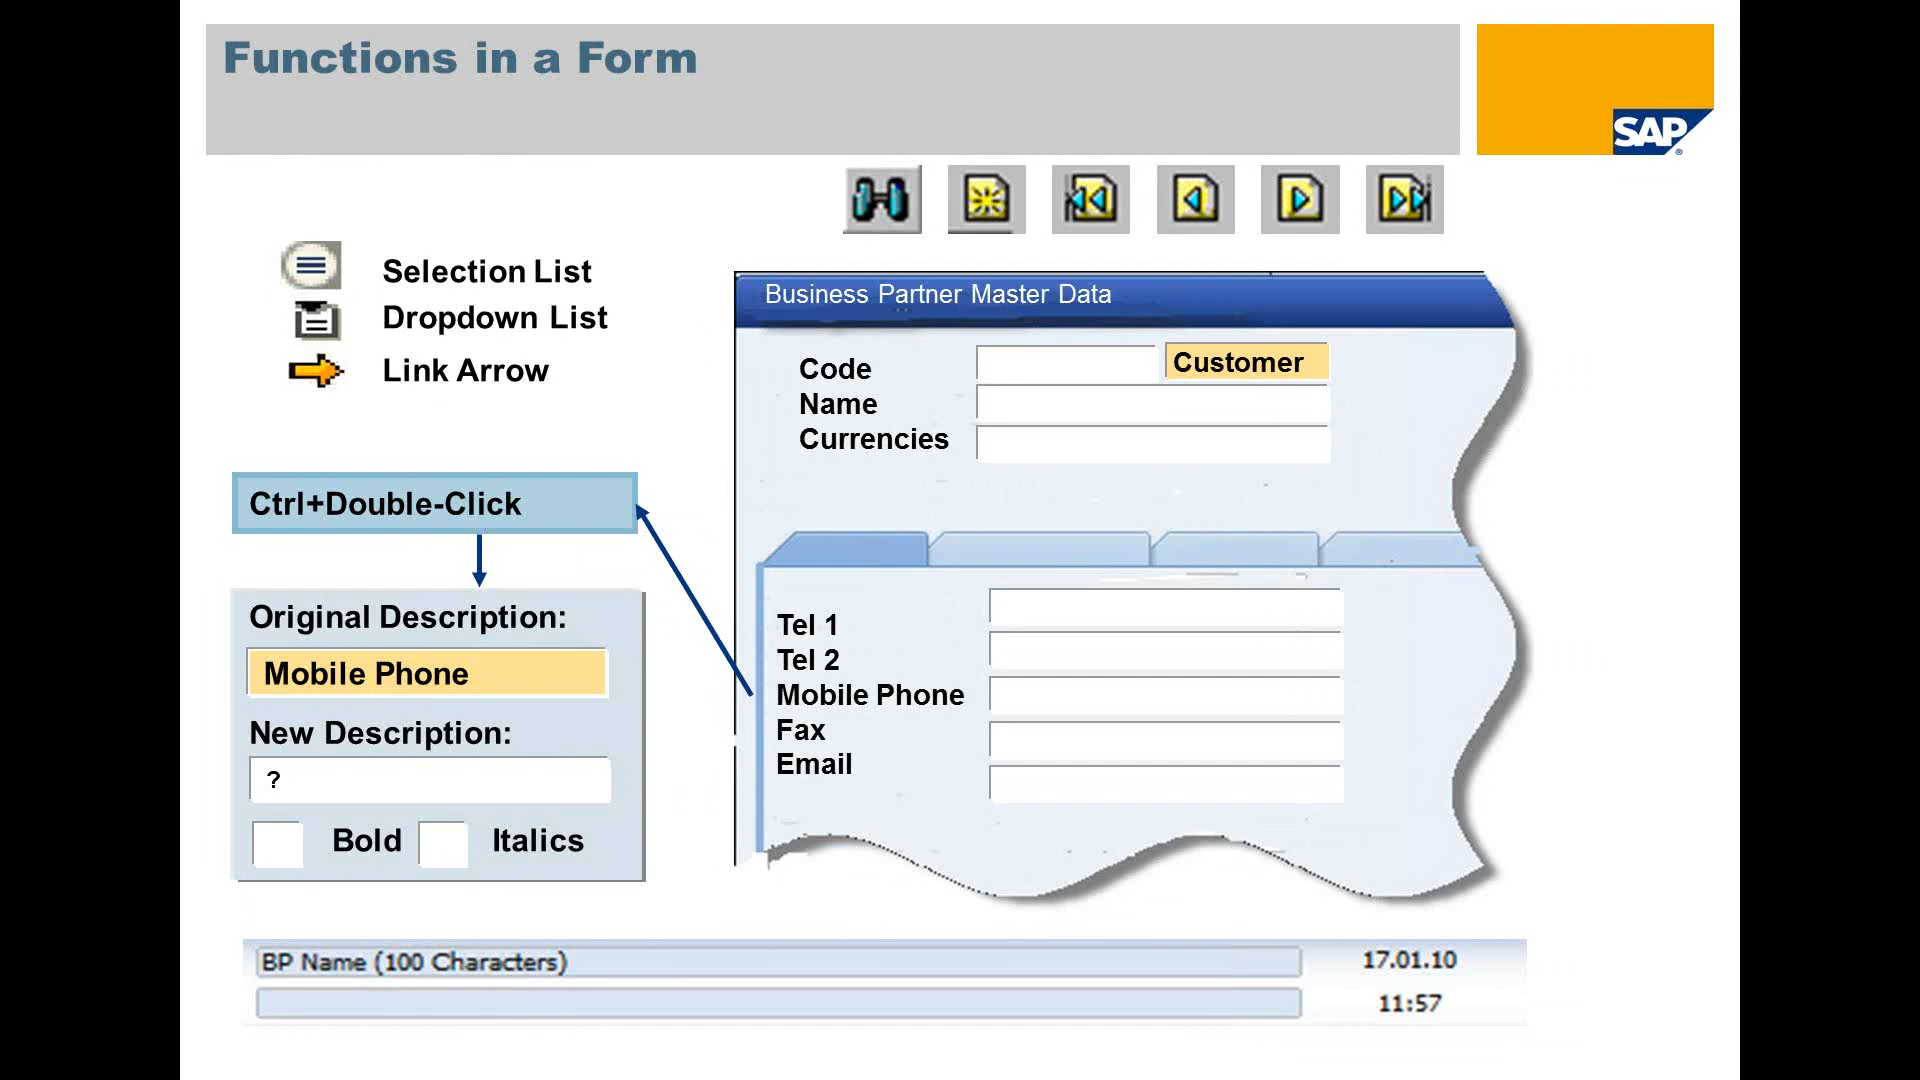 Functions in a Form
SAP
®
Selection List
Dropdown List
Link Arrow
Business Partner Master Data
Code
Customer
Name
Currencies
Ctrl+Double-Click
Original Description:
Mobile Phone
New Description:
?
Bold
Italics
Tel 1
Tel 2
Mobile Phone
Fax
Email
BP Name (100 Characters)
17.01.10
11:57